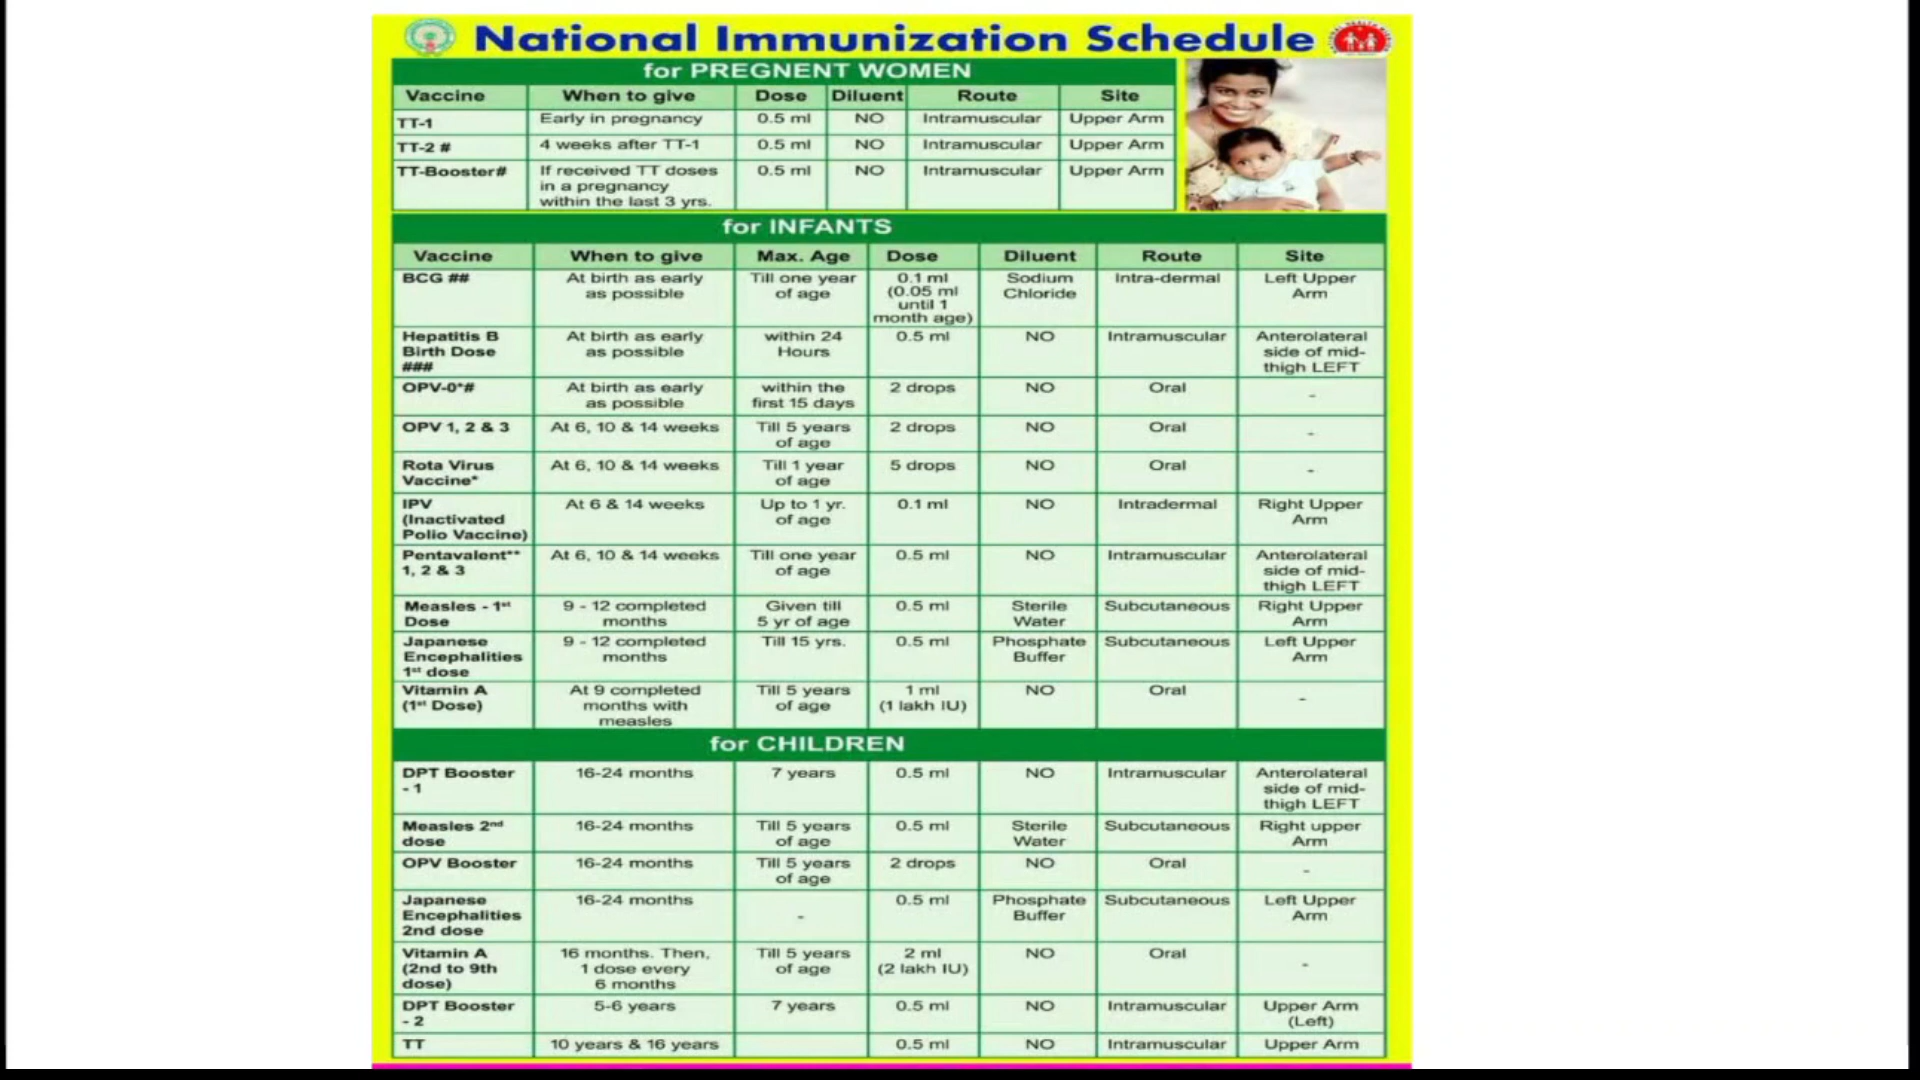 National Immunization Schedule
for PREGNENT WOMEN
Vaccine When to give Dose Diluent Route Site
TT-1 Early in pregnancy 0.5 ml NO Intramuscular Upper Arm
TT-2 # 4 weeks after TT-1 0.5 ml NO Intramuscular Upper Arm
TT-Booster# If received TT doses 0.5 ml NO Intramuscular Upper Arm
in a pregnancy
within the last 3 yrs.
for INFANTS
Vaccine When to give Max. Age Dose Diluent Route Site
BCG ## At birth as early Till one year 0.1 ml Sodium Intra-dermal Left Upper
as possible of age (0.05 ml Chloride Arm
until 1
month age)
Hepatitis B At birth as early within 24 0.5 ml NO Intramuscular Anterolateral
Birth Dose as possible Hours side of mid-
### thigh LEFT
OPV-0*# At birth as early within the 2 drops NO Oral -
as possible first 15 days
OPV 1, 2 & 3 At 6, 10 & 14 weeks Till 5 years 2 drops NO Oral -
of age
Rota Virus At 6, 10 & 14 weeks Till 1 year 5 drops NO Oral -
Vaccine* of age
IPV At 6 & 14 weeks Up to 1 yr. 0.1 ml NO Intradermal Right Upper
(Inactivated of age Arm
Polio Vaccine)
Pentavalent** At 6, 10 & 14 weeks Till one year 0.5 ml NO Intramuscular Anterolateral
1, 2 & 3 of age side of mid-
thigh LEFT
Measles - 1st 9 - 12 completed Given till 0.5 ml Sterile Subcutaneous Right Upper
Dose months 5 yr of age Water Arm
Japanese 9 - 12 completed Till 15 yrs. 0.5 ml Phosphate Subcutaneous Left Upper
Encephalities months Buffer Arm
1st dose
Vitamin A At 9 completed Till 5 years 1 ml NO Oral -
(1st Dose) months with of age (1 lakh IU)
measles
for CHILDREN
DPT Booster 16-24 months 7 years 0.5 ml NO Intramuscular Anterolateral
- 1 side of mid-
thigh LEFT
Measles 2nd 16-24 months Till 5 years 0.5 ml Sterile Subcutaneous Right upper
dose of age Water Arm
OPV Booster 16-24 months Till 5 years 2 drops NO Oral -
of age
Japanese 16-24 months - 0.5 ml Phosphate Subcutaneous Left Upper
Encephalities Buffer Arm
2nd dose
Vitamin A 16 months. Then, Till 5 years 2 ml NO Oral -
(2nd to 9th 1 dose every of age (2 lakh IU)
dose) 6 months
DPT Booster 5-6 years 7 years 0.5 ml NO Intramuscular Upper Arm
- 2 (Left)
TT 10 years & 16 years 0.5 ml NO Intramuscular Upper Arm